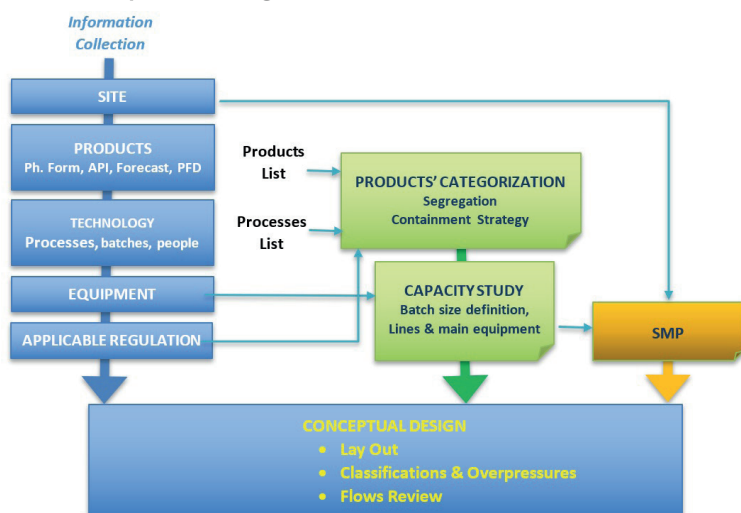 Information
Collection
SITE
PRODUCTS
Ph. Form, API, Forecast, PFD
TECHNOLOGY
Processes, batches, people
EQUIPMENT
APPLICABLE REGULATION
Products
List
Processes
List
PRODUCTS' CATEGORIZATION
Segregation
Containment Strategy
CAPACITY STUDY
Batch size definition,
Lines & main equipment
SMP
CONCEPTUAL DESIGN
• Lay Out
• Classifications & Overpressures
• Flows Review